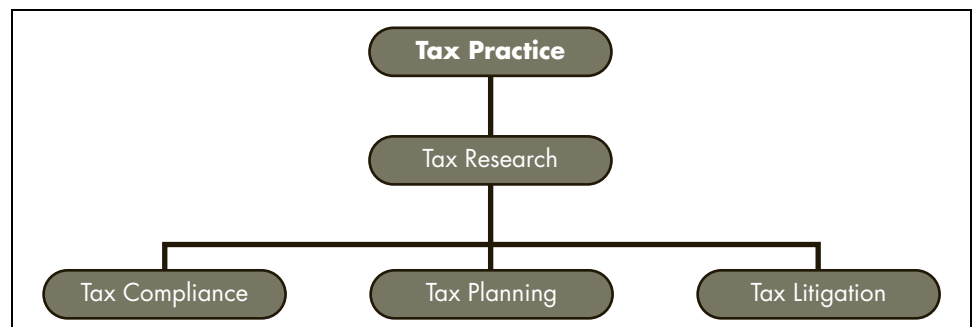 Tax Practice
Tax Research
Tax Compliance
Tax Planning
Tax Litigation